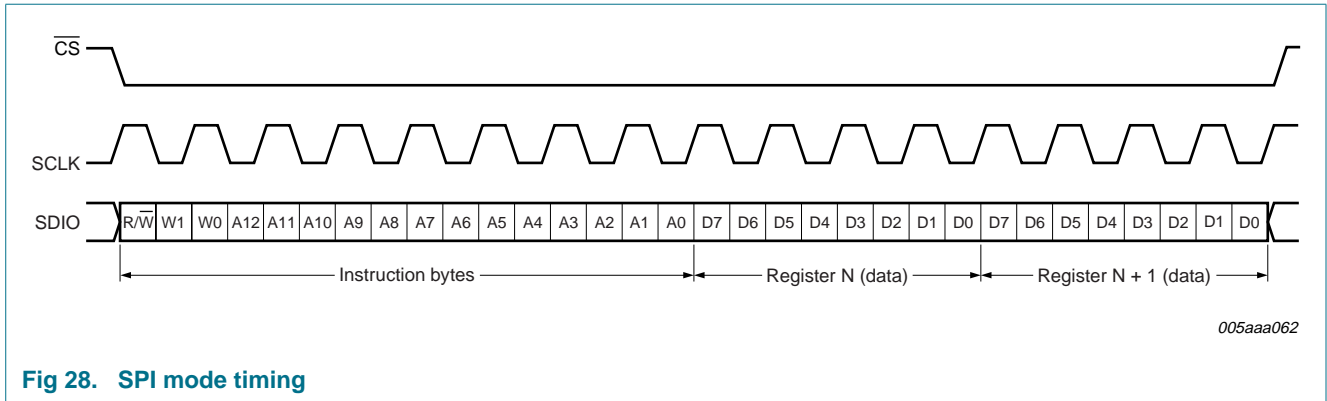 C̅S̅
SCLK
SDIO R/W̅ W1 W0 A12 A11 A10 A9 A8 A7 A6 A5 A4 A3 A2 A1 A0 D7 D6 D5 D4 D3 D2 D1 D0 D7 D6 D5 D4 D3 D2 D1 D0
Instruction bytes Register N (data) Register N + 1 (data)
005aaa062
Fig 28. SPI mode timing